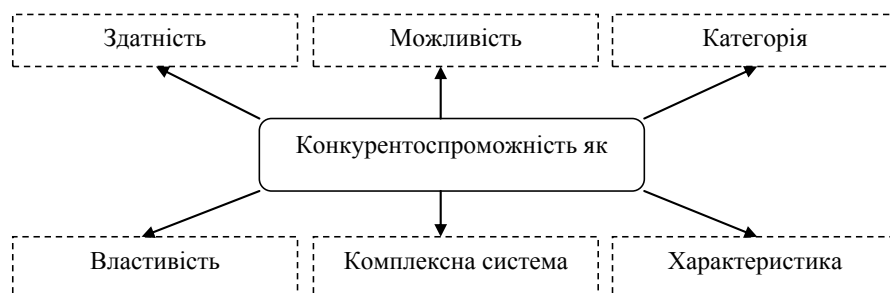 Здатність
Можливість
Категорія
Конкурентоспроможність як
Властивість
Комплексна система
Характеристика